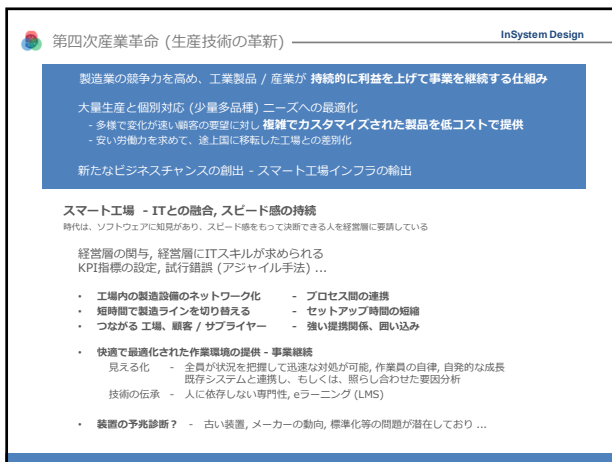 InSystem Design
第四次産業革命 (生産技術の革新)
製造業の競争力を高め、工業製品 / 産業が 持続的に利益を上げて事業を継続する仕組み
大量生産と個別対応 (少量多品種) ニーズへの最適化
- 多様で変化が速い顧客の要望に対し 複雑でカスタマイズされた製品を低コストで提供
- 安い労働力を求めて、途上国に移転した工場との差別化
新たなビジネスチャンスの創出 - スマート工場インフラの輸出
スマート工場 - ITとの融合, スピード感の持続
時代は、ソフトウェアに知見があり、スピード感をもって決断できる人を経営層に要請している
経営層の関与, 経営層にITスキルが求められる
KPI指標の設定, 試行錯誤 (アジャイル手法) ...
• 工場内の製造設備のネットワーク化 - プロセス間の連携
• 短時間で製造ラインを切り替える - セットアップ時間の短縮
• つながる 工場、顧客 / サプライヤー - 強い提携関係、囲い込み
• 快適で最適化された作業環境の提供 - 事業継続
見える化 - 全員が状況を把握して迅速な対処が可能, 作業員の自律, 自発的な成長
既存システムと連携し、もしくは、照らし合わせた要因分析
技術の伝承 - 人に依存しない専門性, eラーニング (LMS)
• 装置の予兆診断？ - 古い装置, メーカーの動向, 標準化等の問題が潜在しており ...